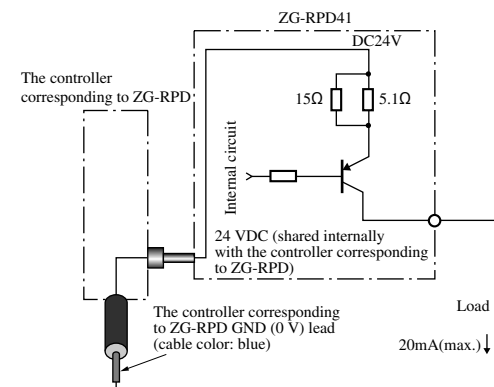 ZG-RPD41
DC24V
The controller
corresponding to ZG-RPD
15Ω
5.1Ω
Internal circuit
24 VDC (shared internally
with the controller corresponding
to ZG-RPD)
The controller corresponding
to ZG-RPD GND (0 V) lead
(cable color: blue)
Load
20mA(max.)